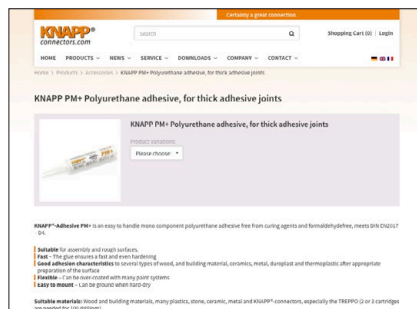 Certainly a great connection
KNAPP®
connectors.com
search
Shopping Cart (0) | Login
HOME PRODUCTS NEWS SERVICE DOWNLOADS COMPANY CONTACT
Home > Products > Accessories > KNAPP PM+ Polyurethane adhesive, for thick adhesive joints
KNAPP PM+ Polyurethane adhesive, for thick adhesive joints
KNAPP PM+ Polyurethane adhesive, for thick adhesive joints
Product variations
Please choose
KNAPP®-Adhesive PM+ is an easy to handle mono component polyurethane adhesive free from curing agents and formaldehydefree, meets DIN EN2017
- D4.
Suitable for assembly and rough surfaces.
Fast – The glue ensures a fast and even hardening
Good adhesion characteristics to several types of wood, and building material, ceramics, metal, duroplast and thermoplastic after appropriate
preparation of the surface
Flexible – Can be over-coated with many paint systems
Easy to mount – Can be ground when hard-dry
Suitable materials: Wood and building materials, many plastics, stone, ceramic, metal and KNAPP®-connectors, especially the TREPPO (2 or 3 cartridges
are needed for 100 drillings)